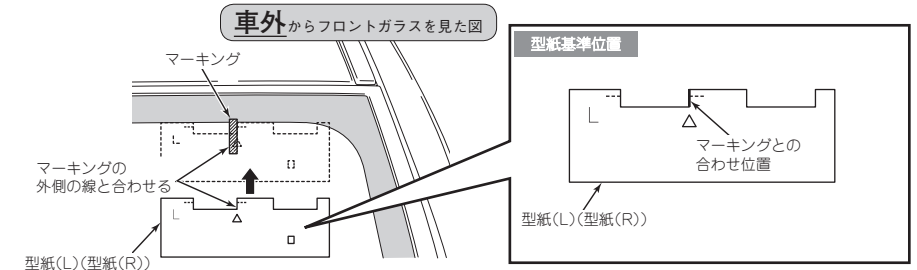 車外からフロントガラスを見た図
マーキング
マーキングの
外側の線と合わせる
L
L
型紙(L)(型紙(R))
型紙基準位置
L
マーキングとの
合わせ位置
型紙(L)(型紙(R))